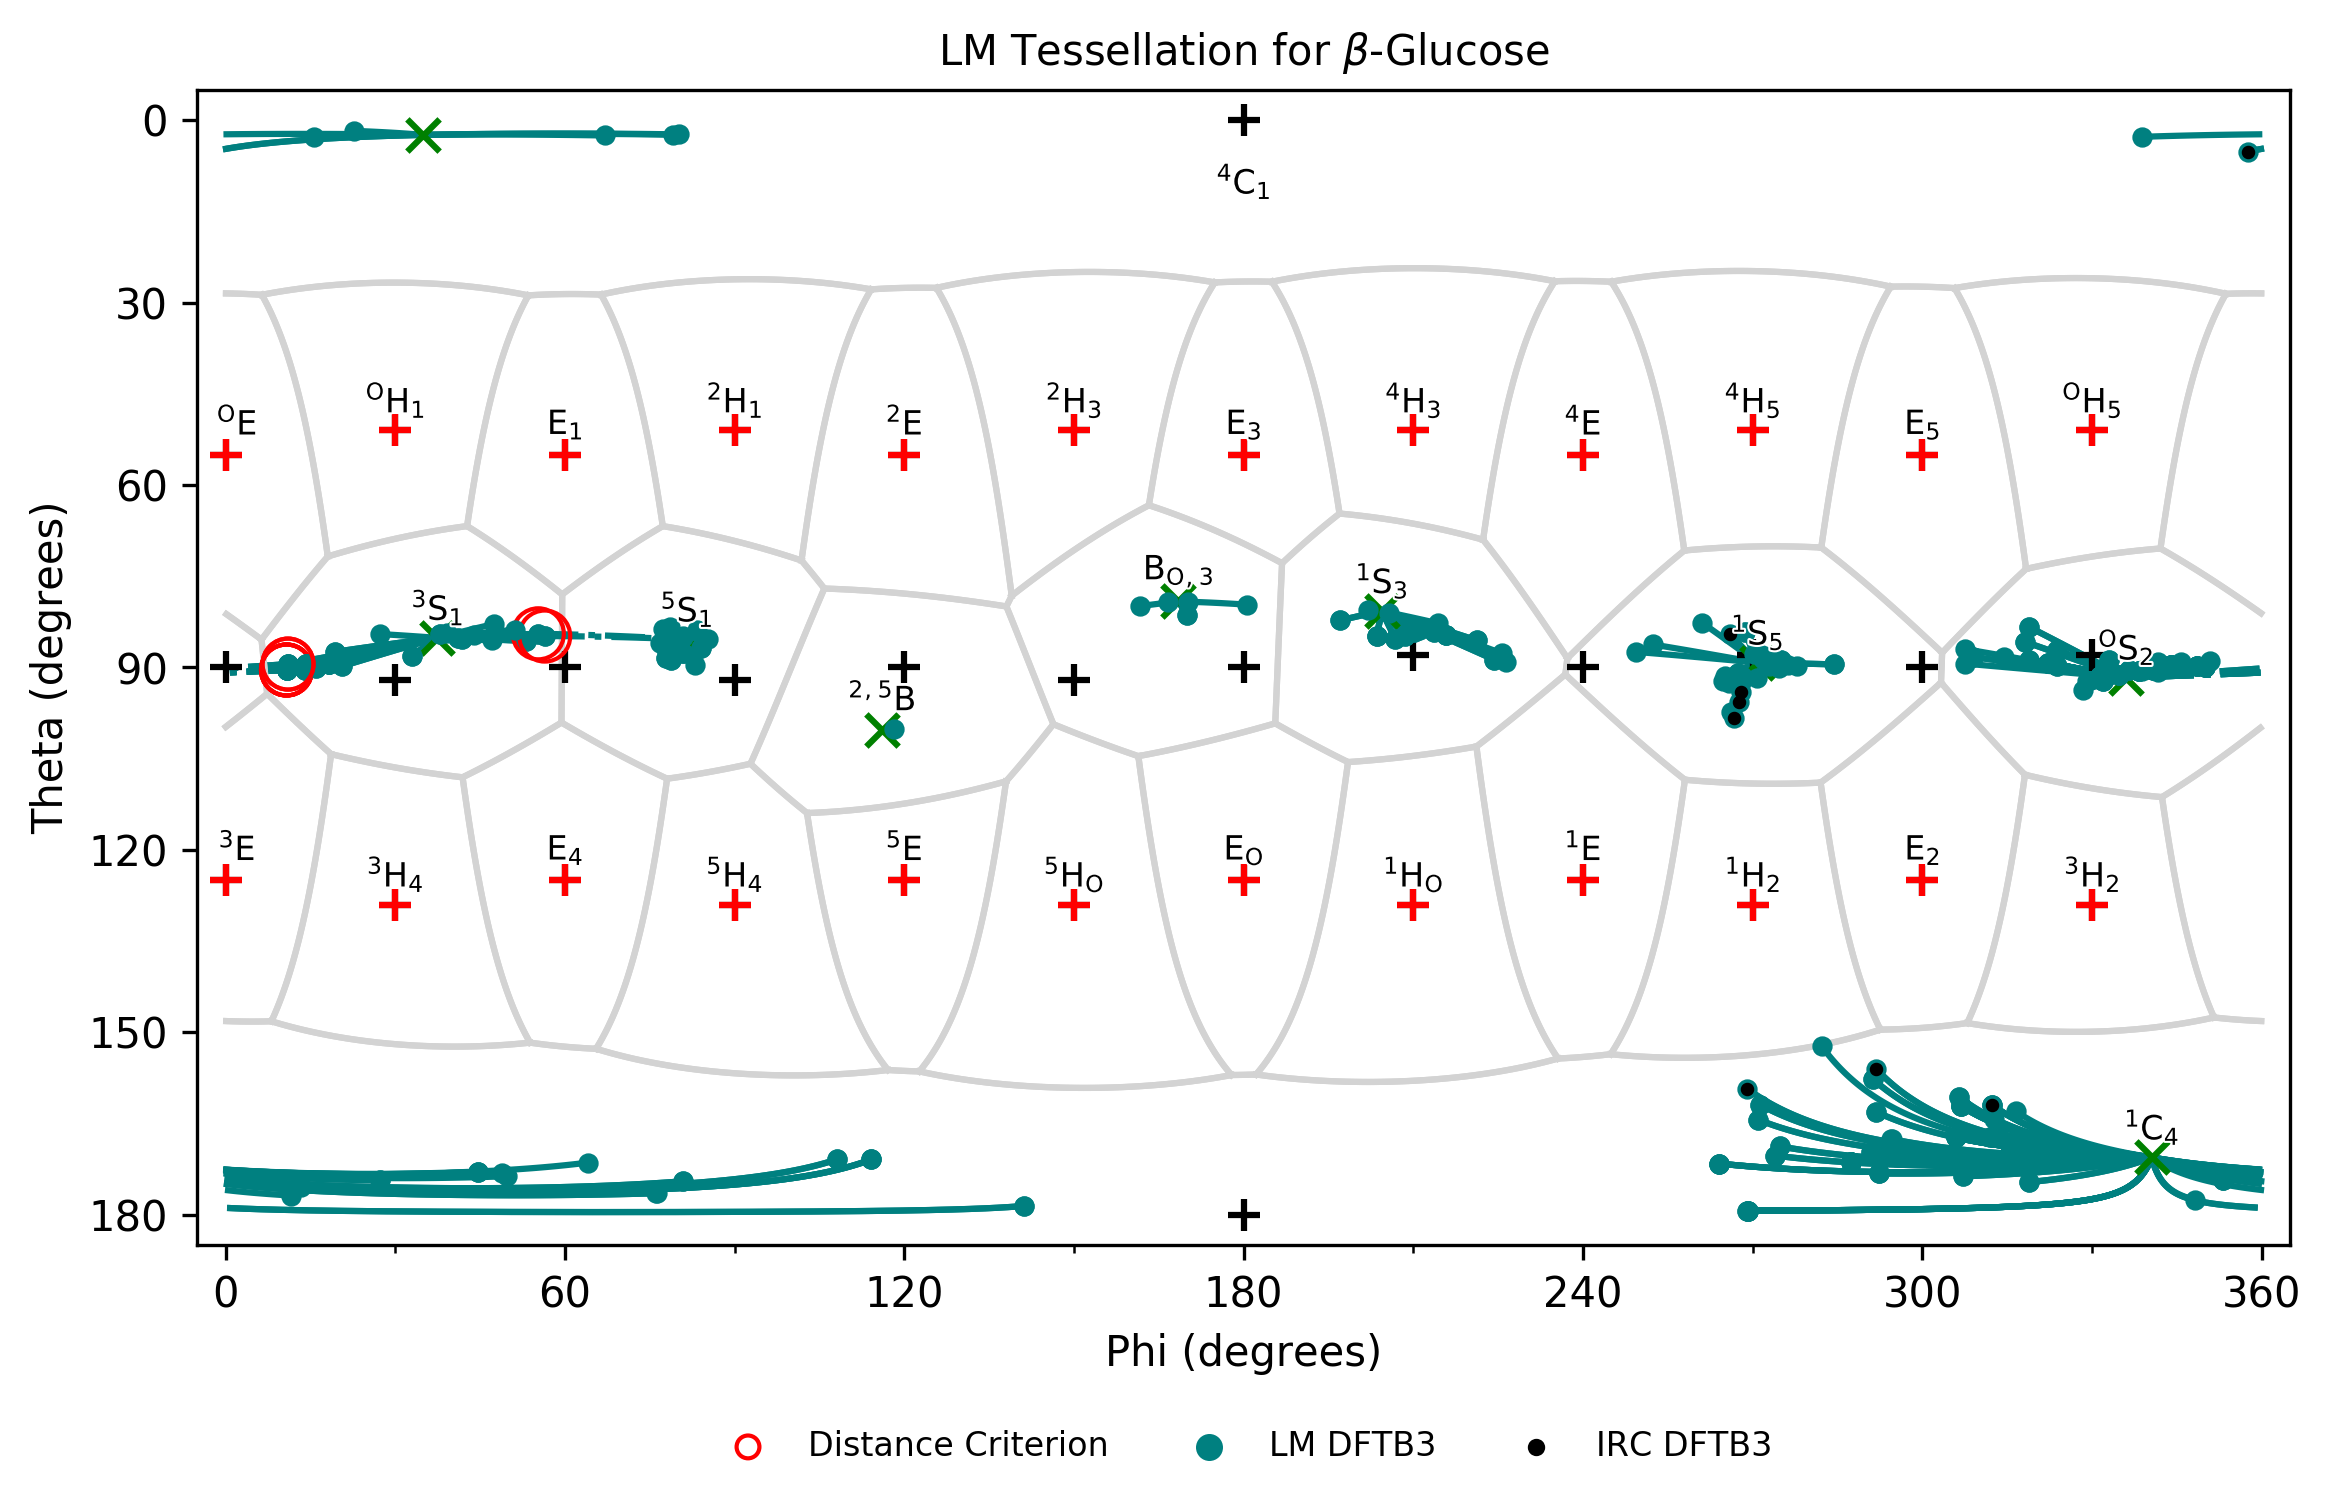 LM Tessellation for β-Glucose
0
⁴C₁
30
ᴼH₁ ²H₁ ²H₃ ⁴H₃ ⁴H₅ ᴼH₅
ᴼE E₁ ²E E₃ ⁴E E₅
60
B_O,3 ¹S₃
³S₁ ⁵S₁ ¹S₅ ᴼS₂
90
²,⁵B
120
³E E₄ ⁵E E_O ¹E E₂
³H₄ ⁵H₄ ⁵H_O ¹H_O ¹H₂ ³H₂
150
¹C₄
180
Theta (degrees)
0 60 120 180 240 300 360
Phi (degrees)
Distance Criterion LM DFTB3 IRC DFTB3